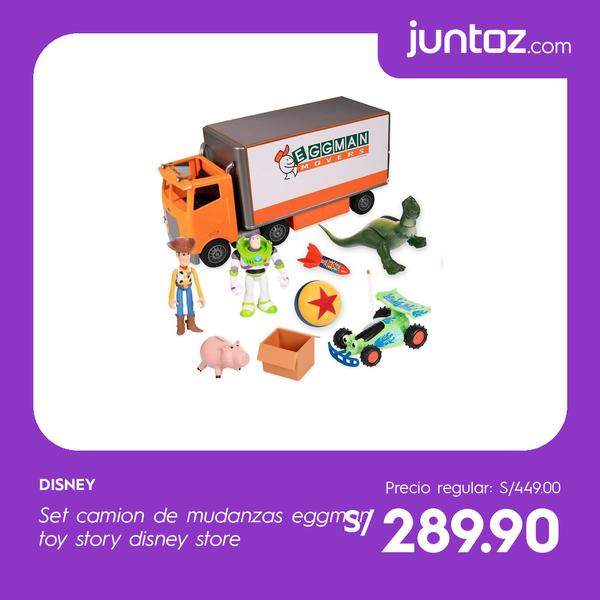 juntoz.com
EGGMAN
MOVERS
DISNEY
Set camion de mudanzas eggman
toy story disney store
Precio regular: S/449.00
S/ 289.90